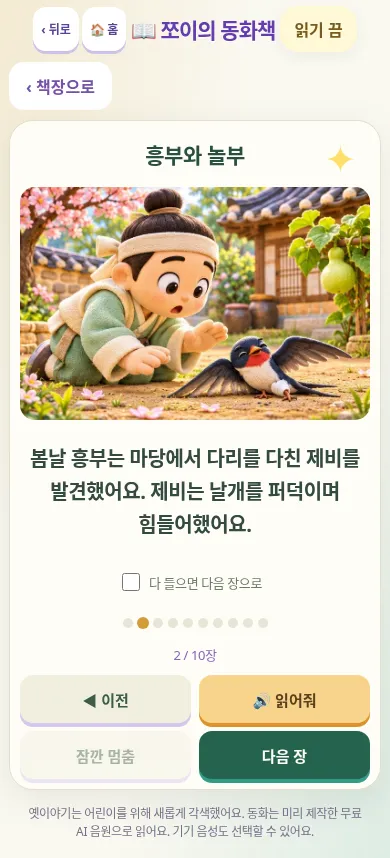 ‹ 뒤로
🏠 홈
📖 쪼이의 동화책
읽기 끔
‹ 책장으로
흥부와 놀부
봄날 흥부는 마당에서 다리를 다친 제비를
발견했어요. 제비는 날개를 퍼덕이며
힘들어했어요.
다 들으면 다음 장으로
2 / 10장
◀ 이전
🔊 읽어줘
잠깐 멈춤
다음 장
옛이야기는 어린이를 위해 새롭게 각색했어요. 동화는 미리 제작한 무료
AI 음원으로 읽어요. 기기 음성도 선택할 수 있어요.